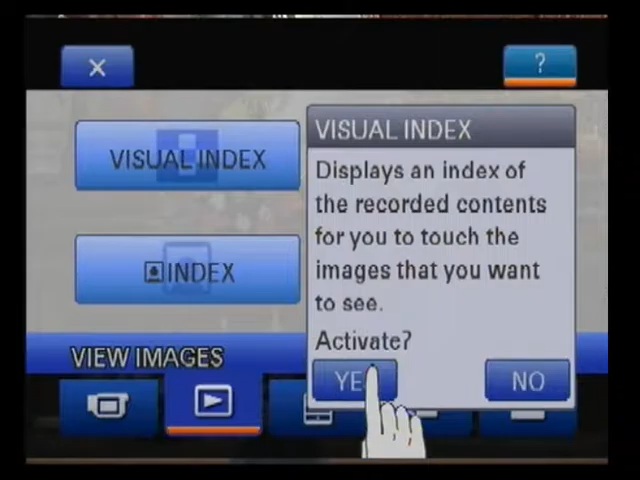 ?
VISUAL INDEX
INDEX
VISUAL INDEX
Displays an index of
the recorded contents
for you to touch the
images that you want
to see.
Activate?
YES
NO
VIEW IMAGES